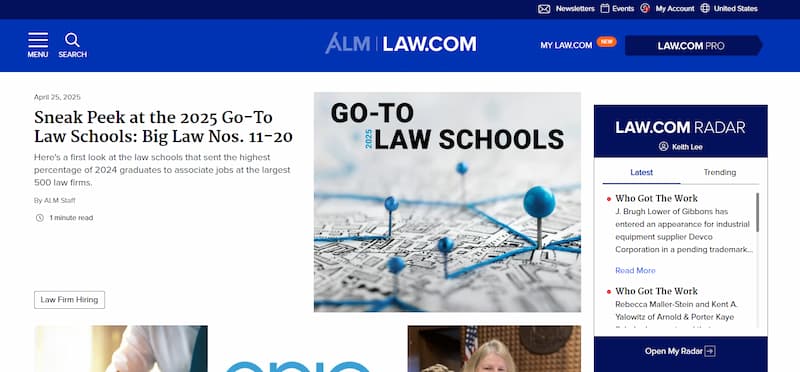 Newsletters Events My Account United States
MENU SEARCH
ALM | LAW.COM
MY LAW.COM NEW LAW.COM PRO
April 25, 2025
Sneak Peek at the 2025 Go-To
Law Schools: Big Law Nos. 11-20
Here's a first look at the law schools that sent the highest
percentage of 2024 graduates to associate jobs at the largest
500 law firms.
By ALM Staff
1 minute read
Law Firm Hiring
GO-TO
2025 LAW SCHOOLS
LAW.COM RADAR
Keith Lee
Latest Trending
Who Got The Work
J. Brugh Lower of Gibbons has
entered an appearance for industrial
equipment supplier Devco
Corporation in a pending trademark...
Read More
Who Got The Work
Rebecca Maller-Stein and Kent A.
Yalowitz of Arnold & Porter Kaye
Open My Radar